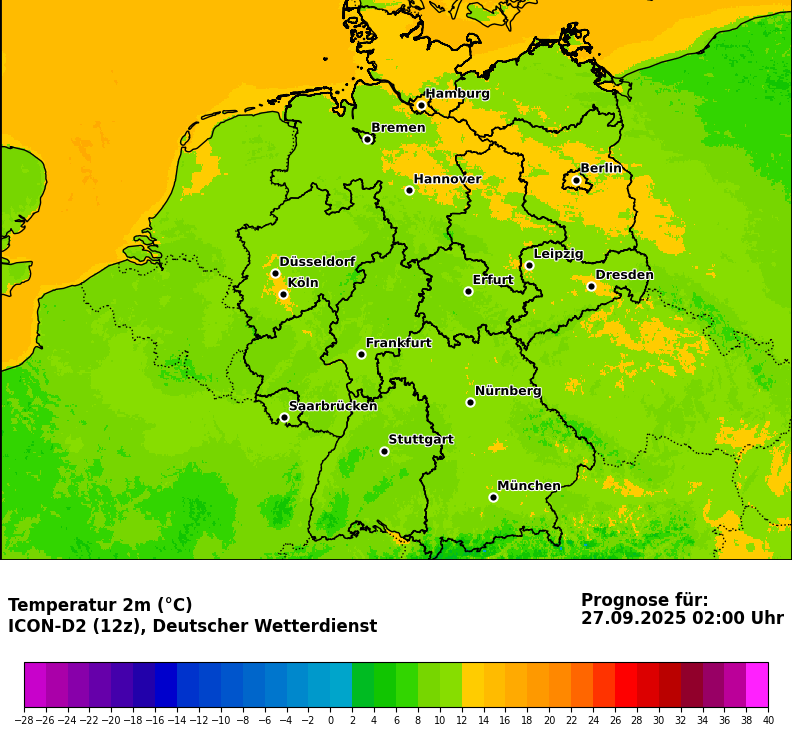 Hamburg
Bremen
Berlin
Hannover
Leipzig
Düsseldorf
Dresden
Köln
Erfurt
Frankfurt
Nürnberg
Saarbrücken
Stuttgart
München
Temperatur 2m (°C)
ICON-D2 (12z), Deutscher Wetterdienst
Prognose für:
27.09.2025 02:00 Uhr
−28 −26 −24 −22 −20 −18 −16 −14 −12 −10 −8 −6 −4 −2 0 2 4 6 8 10 12 14 16 18 20 22 24 26 28 30 32 34 36 38 40